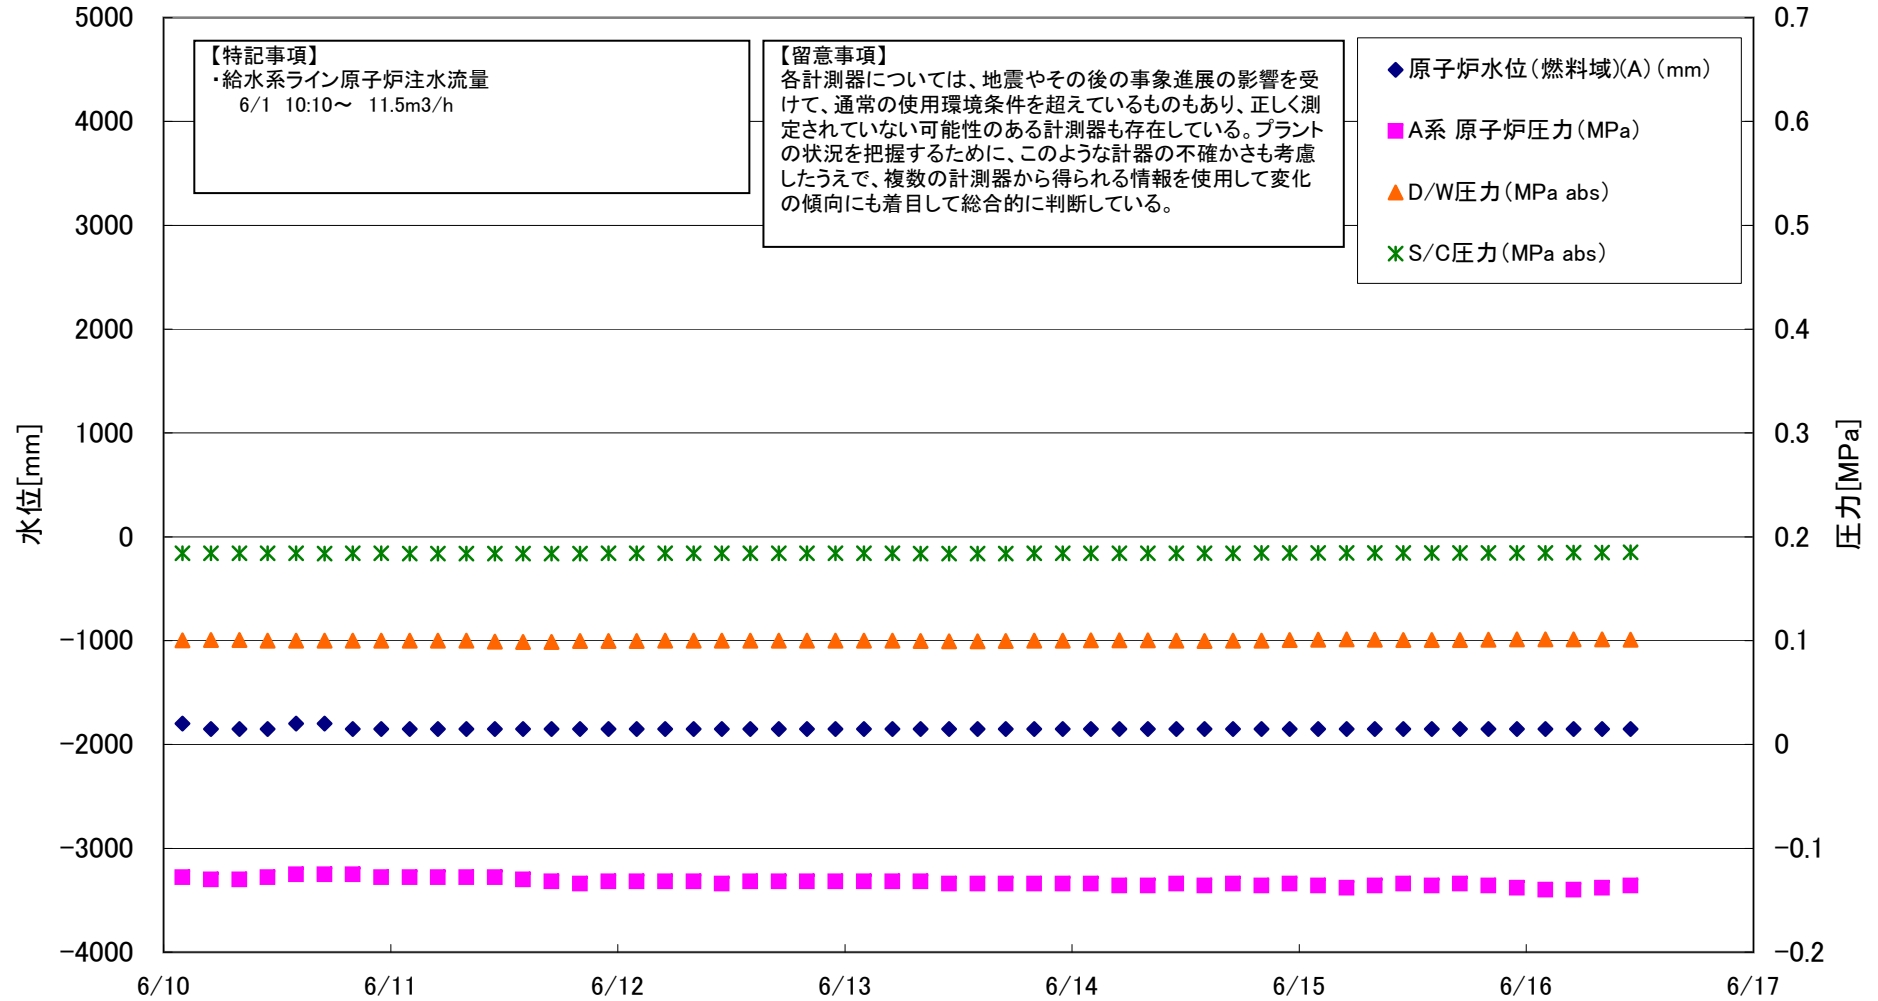 5000
4000
3000
2000
1000
0
-1000
-2000
-3000
-4000
水位[mm]
【特記事項】
・給水系ライン原子炉注水流量
6/1 10:10～ 11.5m3/h
【留意事項】
各計測器については、地震やその後の事象進展の影響を受
けて、通常の使用環境条件を超えているものもあり、正しく測
定されていない可能性のある計測器も存在している。プラント
の状況を把握するために、このような計器の不確かさも考慮
したうえで、複数の計測器から得られる情報を使用して変化
の傾向にも着目して総合的に判断している。
原子炉水位（燃料域）(A)（mm）
A系 原子炉圧力（MPa）
D/W圧力（MPa abs）
S/C圧力（MPa abs）
0.7
0.6
0.5
0.4
0.3
0.2
0.1
0
-0.1
-0.2
圧力[MPa]
6/10 6/11 6/12 6/13 6/14 6/15 6/16 6/17